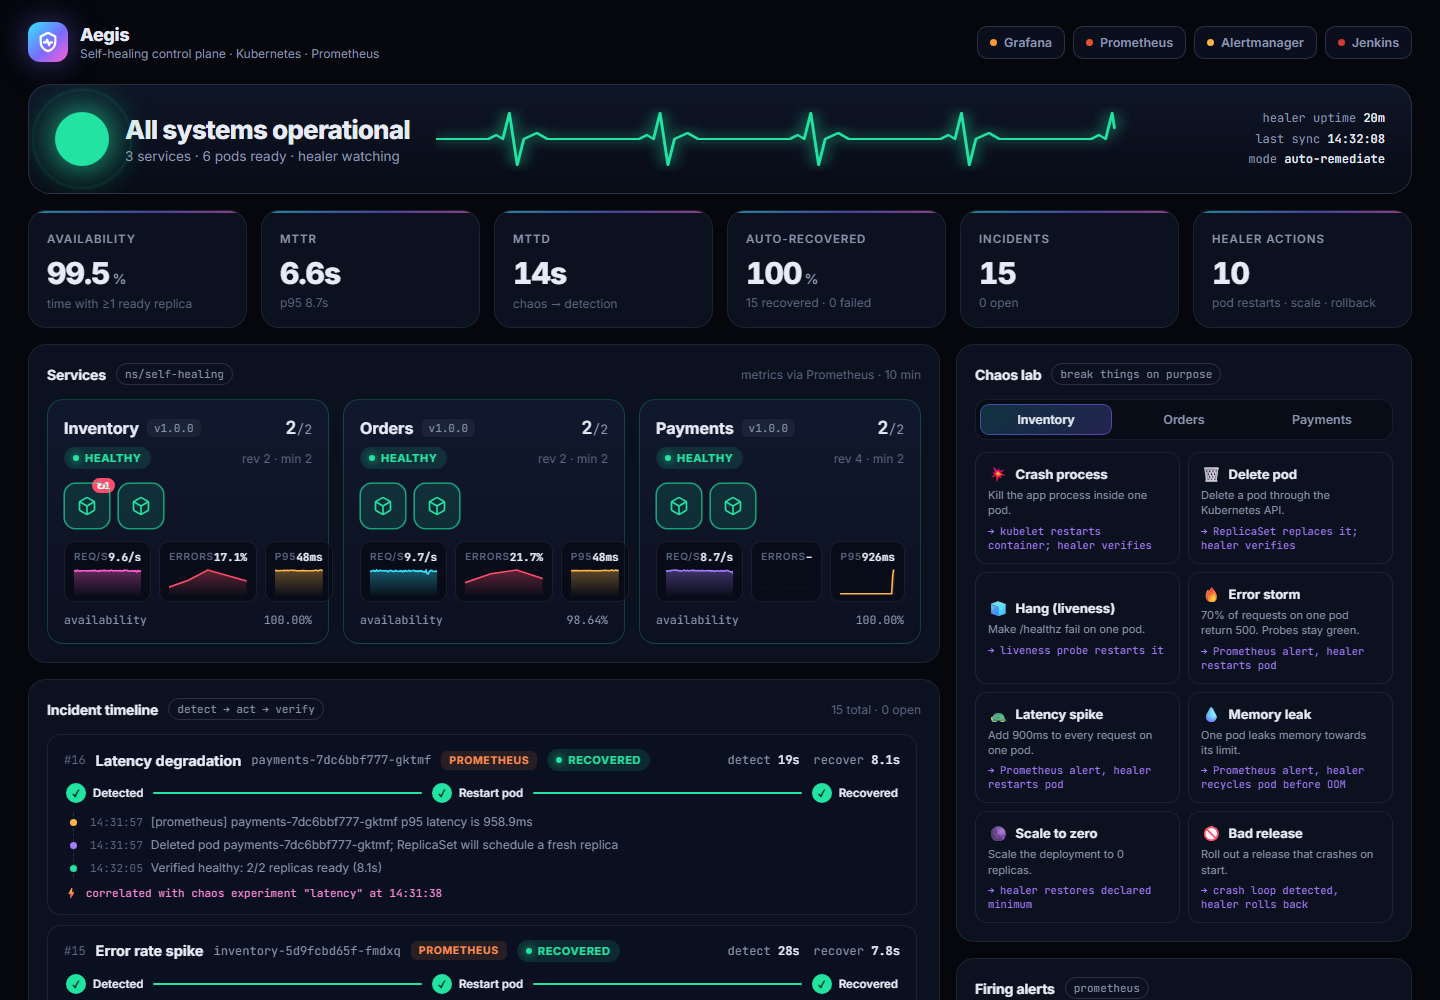 Aegis
Self-healing control plane · Kubernetes · Prometheus
Grafana
Prometheus
Alertmanager
Jenkins
All systems operational
3 services · 6 pods ready · healer watching
healer uptime 20m
last sync 14:32:08
mode auto-remediate
AVAILABILITY
99.5 %
time with ≥1 ready replica
MTTR
6.6s
p95 8.7s
MTTD
14s
chaos → detection
AUTO-RECOVERED
100 %
15 recovered · 0 failed
INCIDENTS
15
0 open
HEALER ACTIONS
10
pod restarts · scale · rollback
Services ns/self-healing
metrics via Prometheus · 10 min
Inventory v1.0.0 2/2
HEALTHY rev 2 · min 2
↻1
REQ/S 9.6/s ERRORS 17.1% P95 48ms
availability 100.00%
Orders v1.0.0 2/2
HEALTHY rev 2 · min 2
REQ/S 9.7/s ERRORS 21.7% P95 48ms
availability 98.64%
Payments v1.0.0 2/2
HEALTHY rev 4 · min 2
REQ/S 8.7/s ERRORS – P95 926ms
availability 100.00%
Incident timeline detect → act → verify
15 total · 0 open
#16 Latency degradation payments-7dc6bbf777-gktmf PROMETHEUS RECOVERED detect 19s recover 8.1s
✓ Detected ✓ Restart pod ✓ Recovered
14:31:57 [prometheus] payments-7dc6bbf777-gktmf p95 latency is 958.9ms
14:31:57 Deleted pod payments-7dc6bbf777-gktmf; ReplicaSet will schedule a fresh replica
14:32:05 Verified healthy: 2/2 replicas ready (8.1s)
correlated with chaos experiment "latency" at 14:31:38
#15 Error rate spike inventory-5d9fcbd65f-fmdxq PROMETHEUS RECOVERED detect 28s recover 7.8s
✓ Detected ✓ Restart pod ✓ Recovered
Chaos lab break things on purpose
Inventory Orders Payments
Crash process
Kill the app process inside one
pod.
→ kubelet restarts
container; healer verifies
Delete pod
Delete a pod through the
Kubernetes API.
→ ReplicaSet replaces it;
healer verifies
Hang (liveness)
Make /healthz fail on one pod.
→ liveness probe restarts it
Error storm
70% of requests on one pod
return 500. Probes stay green.
→ Prometheus alert, healer
restarts pod
Latency spike
Add 900ms to every request on
one pod.
→ Prometheus alert, healer
restarts pod
Memory leak
One pod leaks memory towards
its limit.
→ Prometheus alert, healer
recycles pod before OOM
Scale to zero
Scale the deployment to 0
replicas.
→ healer restores declared
minimum
Bad release
Roll out a release that crashes on
start.
→ crash loop detected,
healer rolls back
Firing alerts prometheus